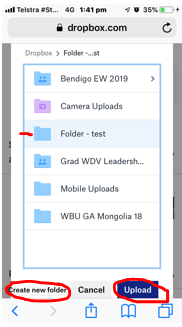 Telstra #St... 4G 1:41 pm 35%
dropbox.com
Dropbox > Folder -...st
Bendigo EW 2019
Camera Uploads
Folder - test
Grad WDV Leadersh...
Mobile Uploads
WBU GA Mongolia 18
Create new folder Cancel Upload